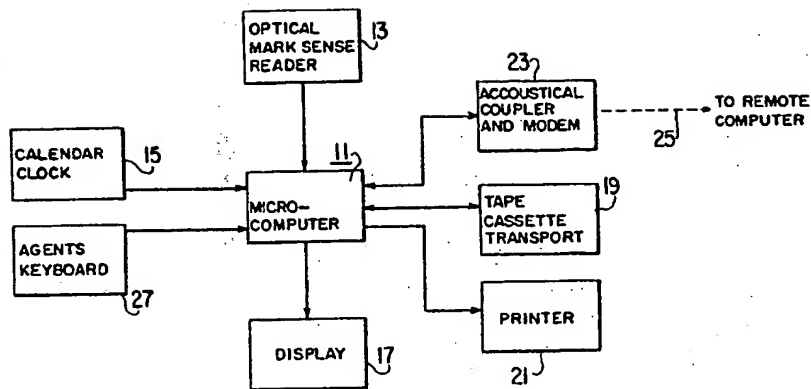 OPTICAL
MARK SENSE
READER
13
23
ACCOUSTICAL
COUPLER
AND MODEM
TO REMOTE
COMPUTER
25
CALENDAR
CLOCK
15
11
MICRO-
COMPUTER
TAPE
CASSETTE
TRANSPORT
19
AGENTS
KEYBOARD
27
DISPLAY
17
PRINTER
21